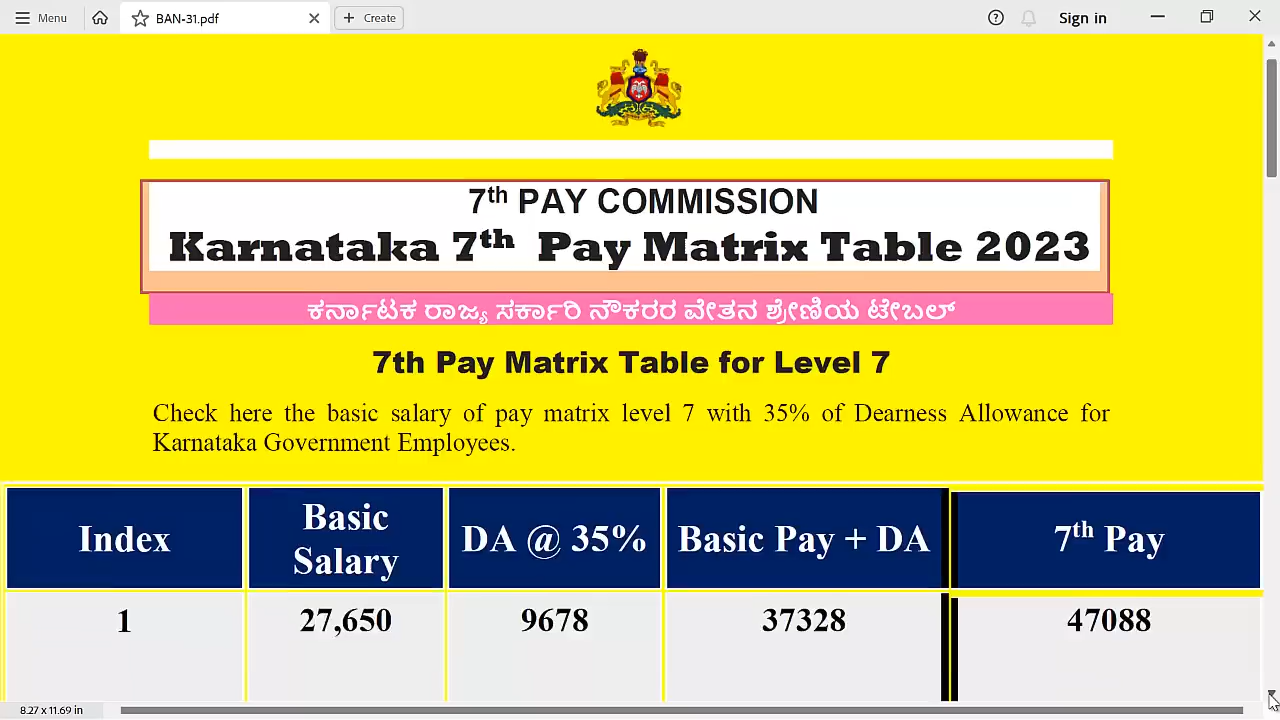 Menu
BAN-31.pdf
Create
Sign in
7th PAY COMMISSION
Karnataka 7th Pay Matrix Table 2023
ಕರ್ನಾಟಕ ರಾಜ್ಯ ಸರ್ಕಾರಿ ನೌಕರರ ವೇತನ ಶ್ರೇಣಿಯ ಟೇಬಲ್
7th Pay Matrix Table for Level 7
Check here the basic salary of pay matrix level 7 with 35% of Dearness Allowance for
Karnataka Government Employees.
Index Basic Salary DA @ 35% Basic Pay + DA 7th Pay
1 27,650 9678 37328 47088
8.27 x 11.69 in